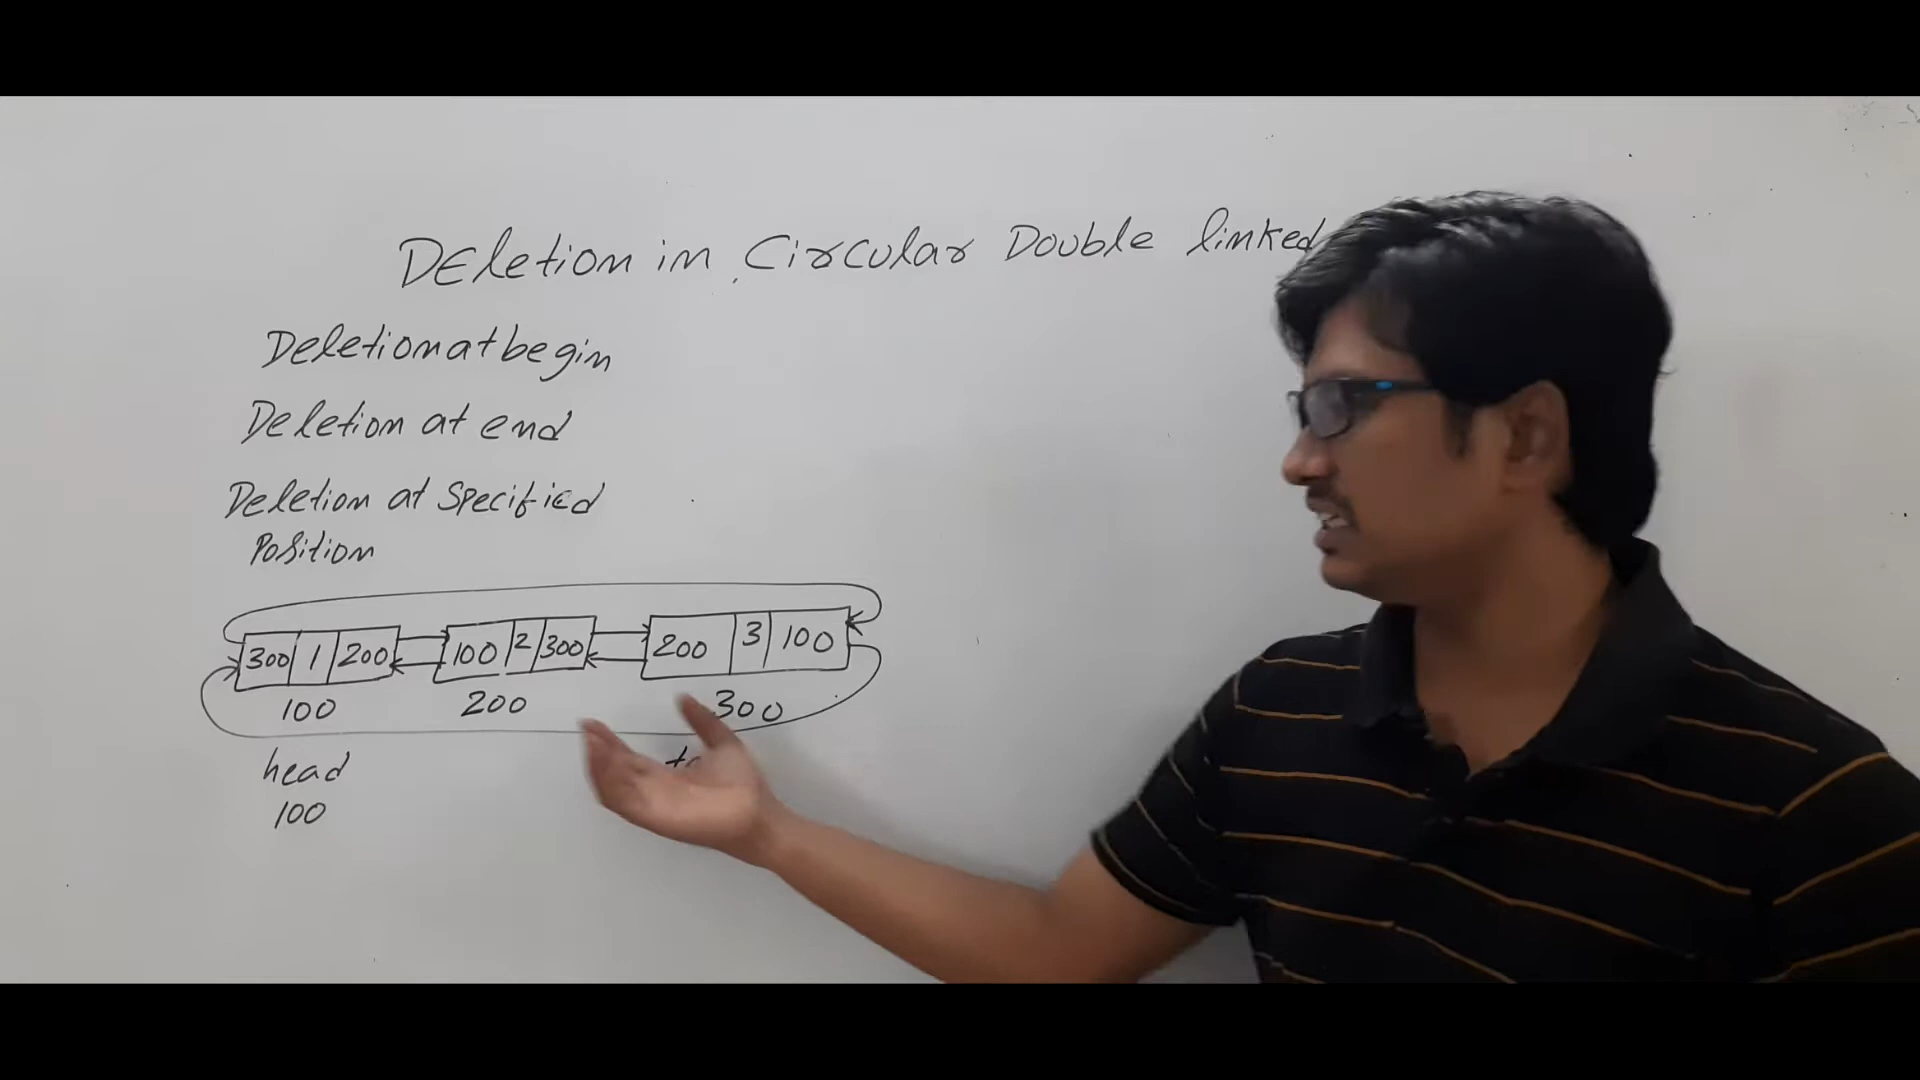 Deletion in Circular Double linked
Deletion at begin
Deletion at end
Deletion at Specified
Position
300 1 200 100 2 300 200 3 100
100 200 300
head
100